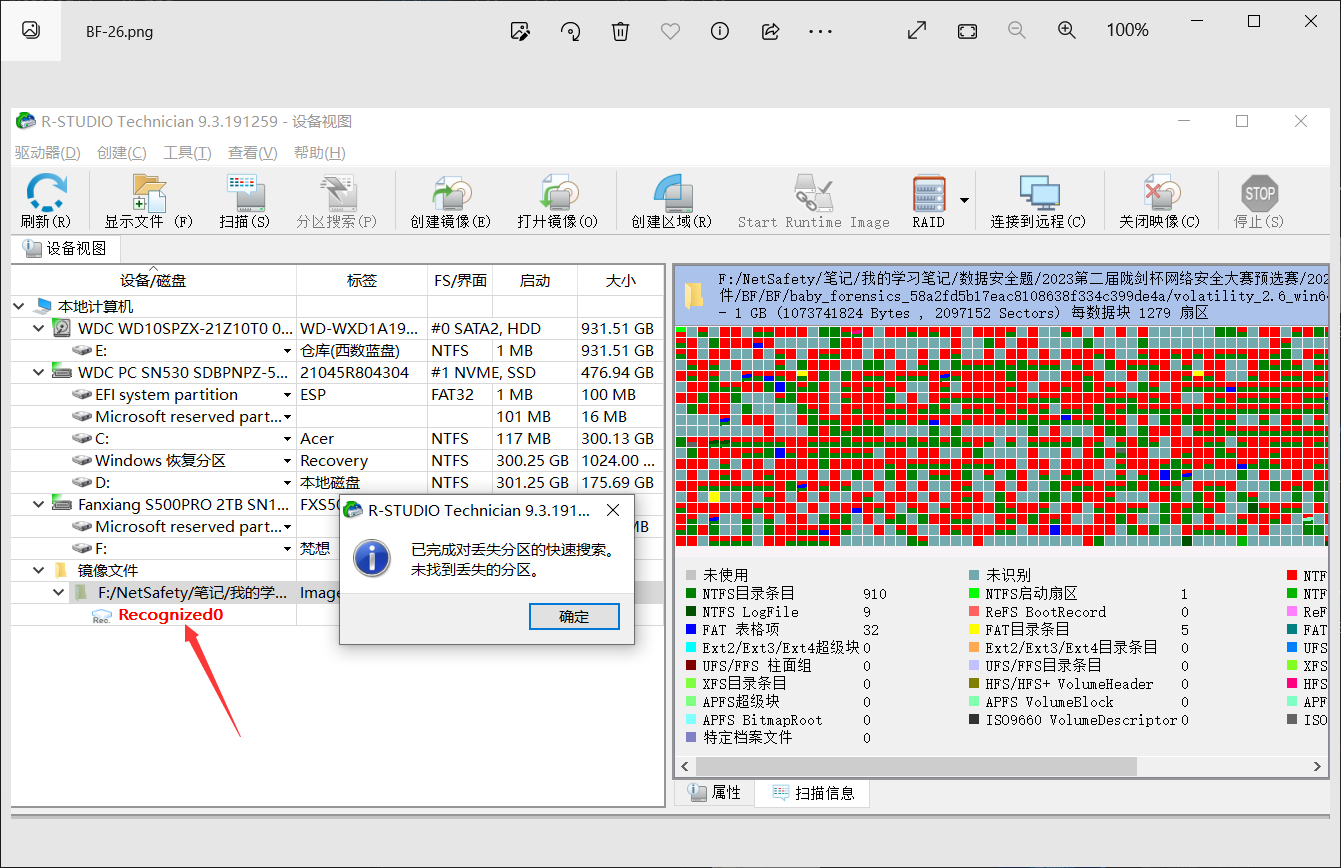 BF-26.png
100%
R-STUDIO Technician 9.3.191259 - 设备视图
驱动器(D) 创建(C) 工具(T) 查看(V) 帮助(H)
刷新(R) 显示文件 (F) 扫描(S) 分区搜索(P) 创建镜像(E) 打廾镜像(O) 创建区域(R) Start Runtime Image RAID 连接到远程(C) 关闭映像(C) STOP 停止(S)
设备视图
设备/磁盘 标签 FS/界面 启动 大小
本地计算机
WDC WD10SPZX-21Z10T0 0... WD-WXD1A19... #0 SATA2, HDD 931.51 GB
E: 仓库(西数蓝盘) NTFS 1 MB 931.51 GB
WDC PC SN530 SDBPNPZ-5... 21045R804304 #1 NVME, SSD 476.94 GB
EFI system partition ESP FAT32 1 MB 100 MB
Microsoft reserved part... 101 MB 16 MB
C: Acer NTFS 117 MB 300.13 GB
Windows 恢复分区 Recovery NTFS 300.25 GB 1024.00 ...
D: 本地磁盘 NTFS 301.25 GB 175.69 GB
Fanxiang S500PRO 2TB SN1... FXS50
Microsoft reserved part... MB
F: 梵想
镜像文件
F:/NetSafety/笔记/我的学... Image
Rec. Recognized0
R-STUDIO Technician 9.3.191...
已完成对丢失分区的快速搜索。
未找到丢失的分区。
确定
F:/NetSafety/笔记/我的学习笔记/数据安全题/2023第二届陇剑杯网络安全大赛预选赛/202
件/BF/BF/baby_forensics_58a2fd5b17eac8108638f334c399de4a/volatility_2.6_win64
- 1 GB (1073741824 Bytes , 2097152 Sectors) 每数据块 1279 扇区
未使用 未识别 NTF
NTFS目录条目 910 NTFS启动扇区 1 NTF
NTFS LogFile 9 ReFS BootRecord 0 ReF
FAT 表格项 32 FAT目录条目 5 FAT
Ext2/Ext3/Ext4超级块 0 Ext2/Ext3/Ext4目录条目 0 UFS
UFS/FFS 柱面组 0 UFS/FFS目录条目 0 XFS
XFS目录条目 0 HFS/HFS+ VolumeHeader 0 HFS
APFS超级块 0 APFS VolumeBlock 0 APF
APFS BitmapRoot 0 ISO9660 VolumeDescriptor 0 ISO
特定档案文件 0
属性 扫描信息